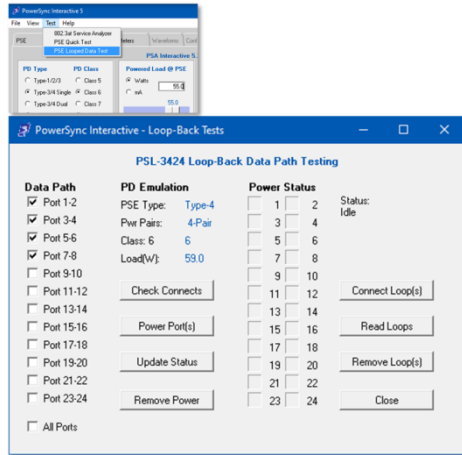 PowerSync Interactive 5
File View Test Help
802.3at Service Analyzer
PSE Quick Test
PSE Looped Data Test
PSE
Waveforms
PSA Interactive 5.
PD Type PD Class Powered Load @ PSE
Type-1/2/3 Class 5 Watts
Type-3/4 Single Class 6 mA 55.0
Type-3/4 Dual Class 7 55.0
PowerSync Interactive - Loop-Back Tests
PSL-3424 Loop-Back Data Path Testing
Data Path PD Emulation Power Status
Port 1-2 PSE Type: Type-4 1 2 Status:
Idle
Port 3-4 Pwr Pairs: 4-Pair 3 4
Port 5-6 Class: 6 6 5 6
Port 7-8 Load(W): 59.0 7 8
Port 9-10 9 10
Port 11-12 Check Connects 11 12 Connect Loop(s)
Port 13-14 13 14
Port 15-16 Power Port(s) 15 16 Read Loops
Port 17-18 17 18
Port 19-20 Update Status 19 20 Remove Loop(s)
Port 21-22 21 22
Port 23-24 Remove Power 23 24 Close
All Ports